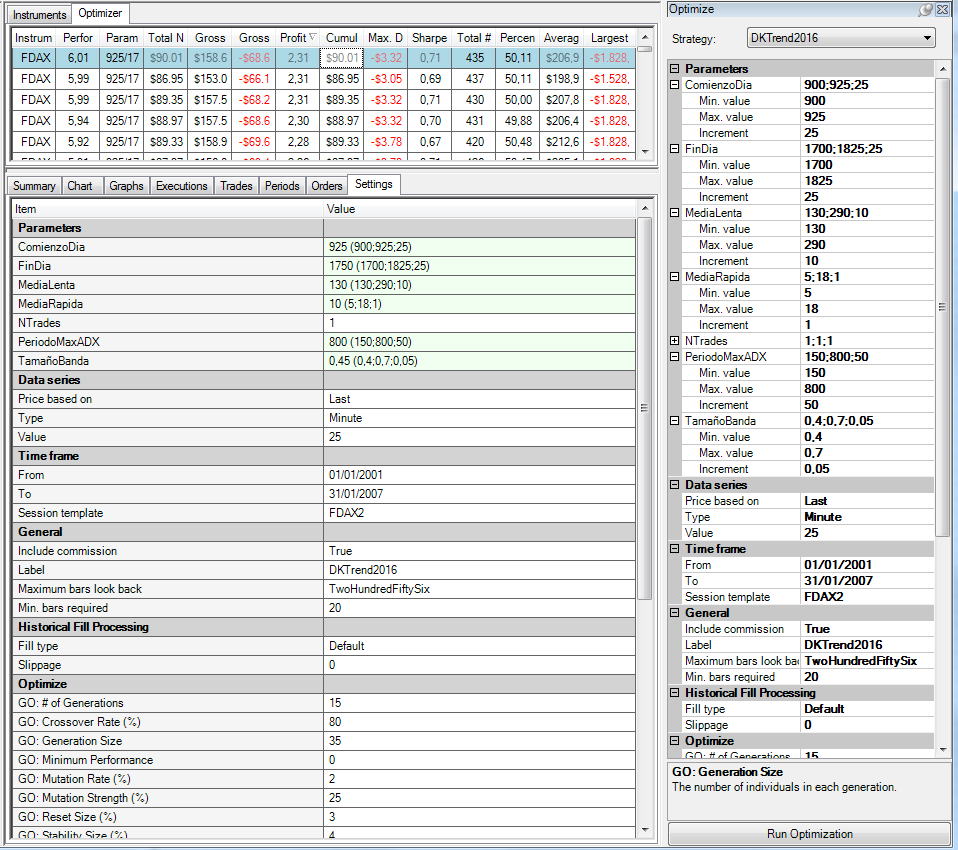 Instruments Optimizer
Instrum Perfor Param Total N Gross Gross Profit Cumul Max. D Sharpe Total # Percen Averag Largest
FDAX 6,01 925/17 $90.01 $158.6 -$68.6 2,31 $90.01 -$3.32 0,71 435 50,11 $206,9 -$1.828,
FDAX 5,99 925/17 $86.95 $153.0 -$66.1 2,31 $86.95 -$3.05 0,69 437 50,11 $198,9 -$1.528,
FDAX 5,99 925/17 $89.35 $157.5 -$68.2 2,31 $89.35 -$3.32 0,71 430 50,00 $207,8 -$1.828,
FDAX 5,94 925/17 $88.97 $157.5 -$68.6 2,30 $88.97 -$3.32 0,70 431 49,88 $206,4 -$1.828,
FDAX 5,92 925/17 $89.33 $158.9 -$69.6 2,28 $89.33 -$3.78 0,67 420 50,48 $212,6 -$1.828,
Summary Chart Graphs Executions Trades Periods Orders Settings
Item Value
Parameters
ComienzoDia 925 (900;925;25)
FinDia 1750 (1700;1825;25)
MediaLenta 130 (130;290;10)
MediaRapida 10 (5;18;1)
NTrades 1
PeriodoMaxADX 800 (150;800;50)
TamañoBanda 0,45 (0,4;0,7;0,05)
Data series
Price based on Last
Type Minute
Value 25
Time frame
From 01/01/2001
To 31/01/2007
Session template FDAX2
General
Include commission True
Label DKTrend2016
Maximum bars look back TwoHundredFiftySix
Min. bars required 20
Historical Fill Processing
Fill type Default
Slippage 0
Optimize
GO: # of Generations 15
GO: Crossover Rate (%) 80
GO: Generation Size 35
GO: Minimum Performance 0
GO: Mutation Rate (%) 2
GO: Mutation Strength (%) 25
GO: Reset Size (%) 3
GO: Stability Size (%) 4
Optimize
Strategy: DKTrend2016
Parameters
ComienzoDia 900;925;25
Min. value 900
Max. value 925
Increment 25
FinDia 1700;1825;25
Min. value 1700
Max. value 1825
Increment 25
MediaLenta 130;290;10
Min. value 130
Max. value 290
Increment 10
MediaRapida 5;18;1
Min. value 5
Max. value 18
Increment 1
NTrades 1;1;1
PeriodoMaxADX 150;800;50
Min. value 150
Max. value 800
Increment 50
TamañoBanda 0,4;0,7;0,05
Min. value 0,4
Max. value 0,7
Increment 0,05
Data series
Price based on Last
Type Minute
Value 25
Time frame
From 01/01/2001
To 31/01/2007
Session template FDAX2
General
Include commission True
Label DKTrend2016
Maximum bars look bac TwoHundredFiftySix
Min. bars required 20
Historical Fill Processing
Fill type Default
Slippage 0
Optimize
GO: # of Generations 15
GO: Generation Size
The number of individuals in each generation.
Run Optimization